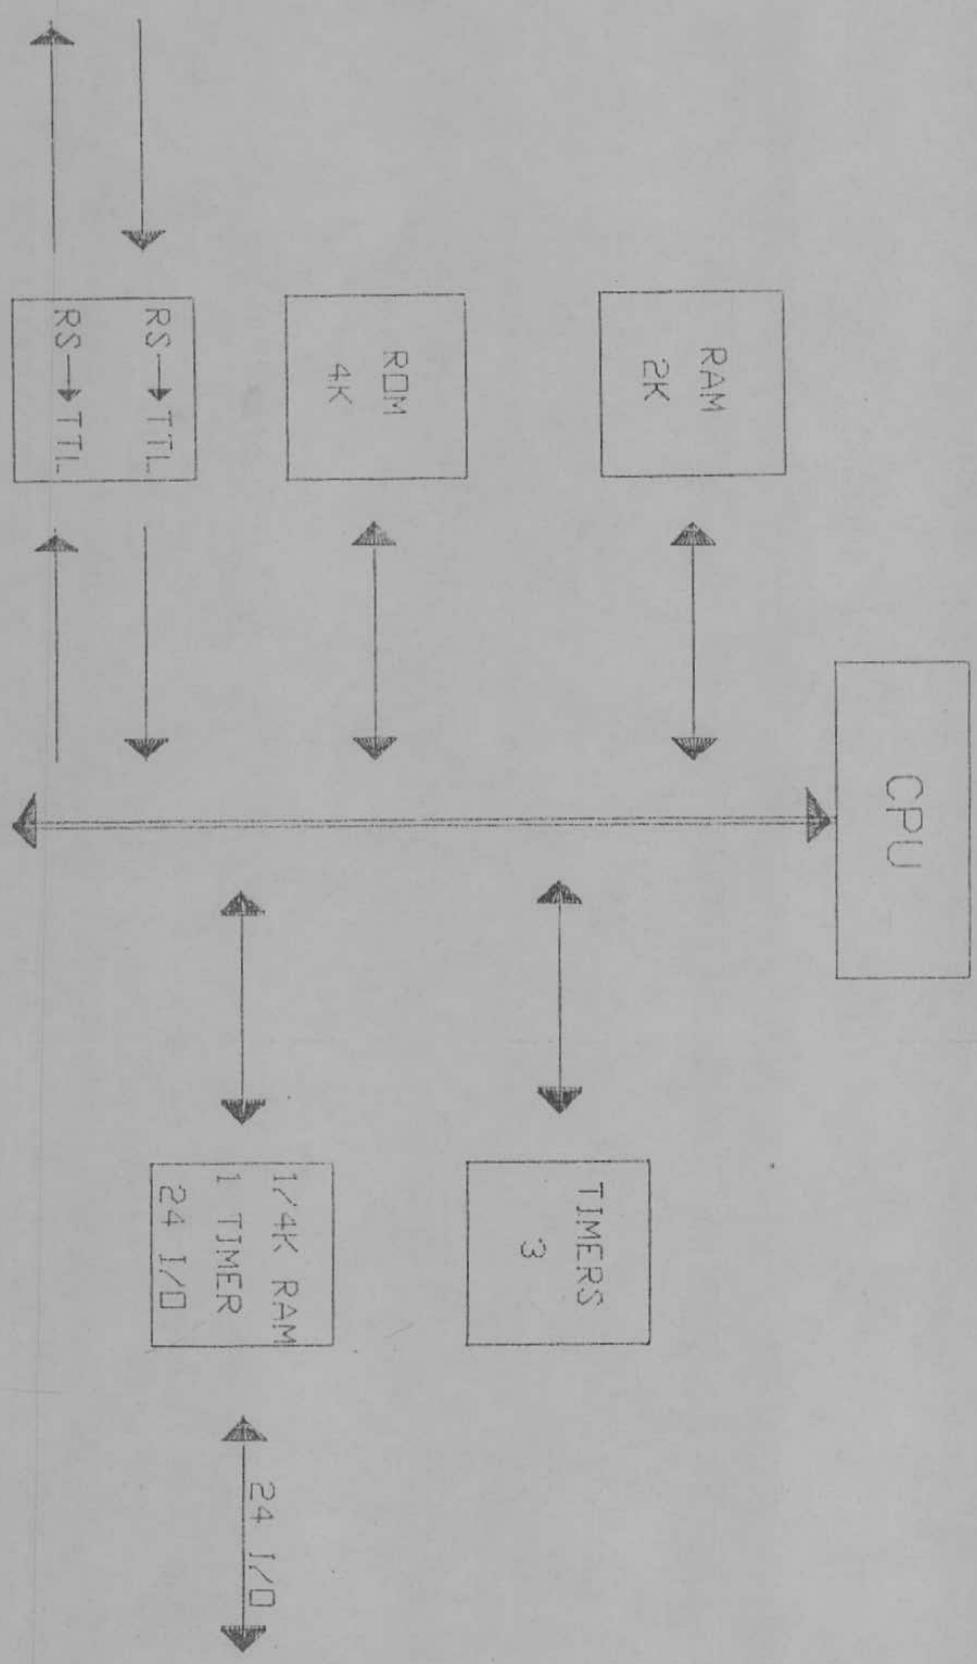 CPU
RAM
2K
ROM
4K
RS→TTL
RS→TTL
TIMERS
3
1/4K RAM
1 TIMER
24 I/O
24 I/O